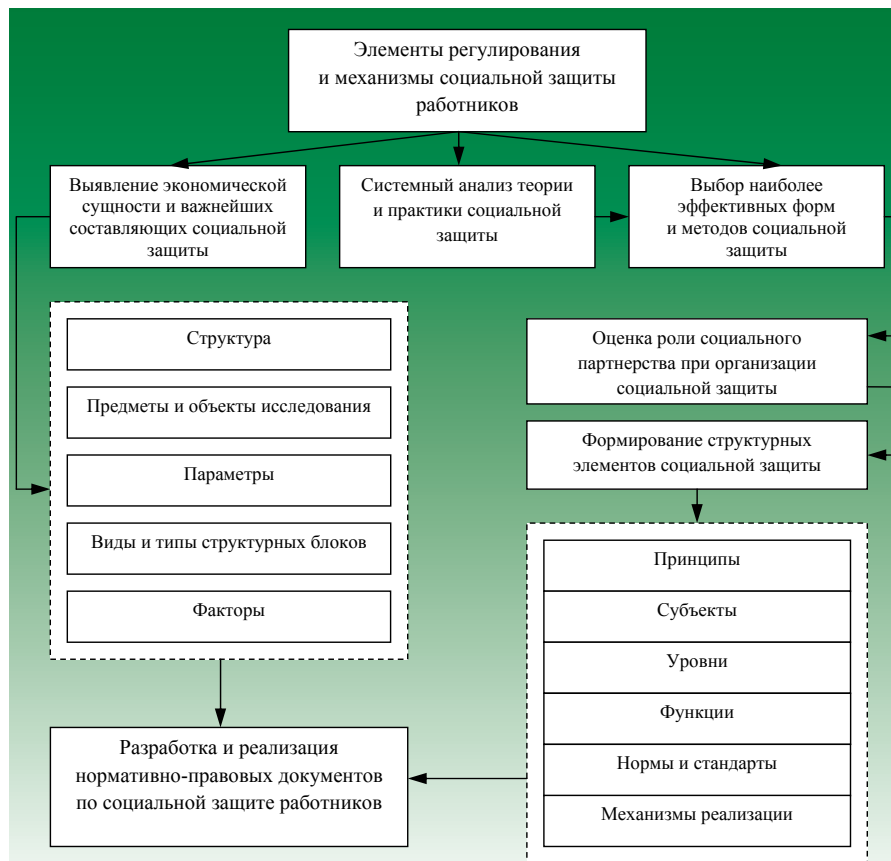 Элементы регулирования
и механизмы социальной защиты
работников
Выявление экономической
сущности и важнейших
составляющих социальной
защиты
Системный анализ теории
и практики социальной
защиты
Выбор наиболее
эффективных форм
и методов социальной
защиты
Структура
Предметы и объекты исследования
Параметры
Виды и типы структурных блоков
Факторы
Оценка роли социального
партнерства при организации
социальной защиты
Формирование структурных
элементов социальной защиты
Принципы
Субъекты
Уровни
Функции
Нормы и стандарты
Механизмы реализации
Разработка и реализация
нормативно-правовых документов
по социальной защите работников